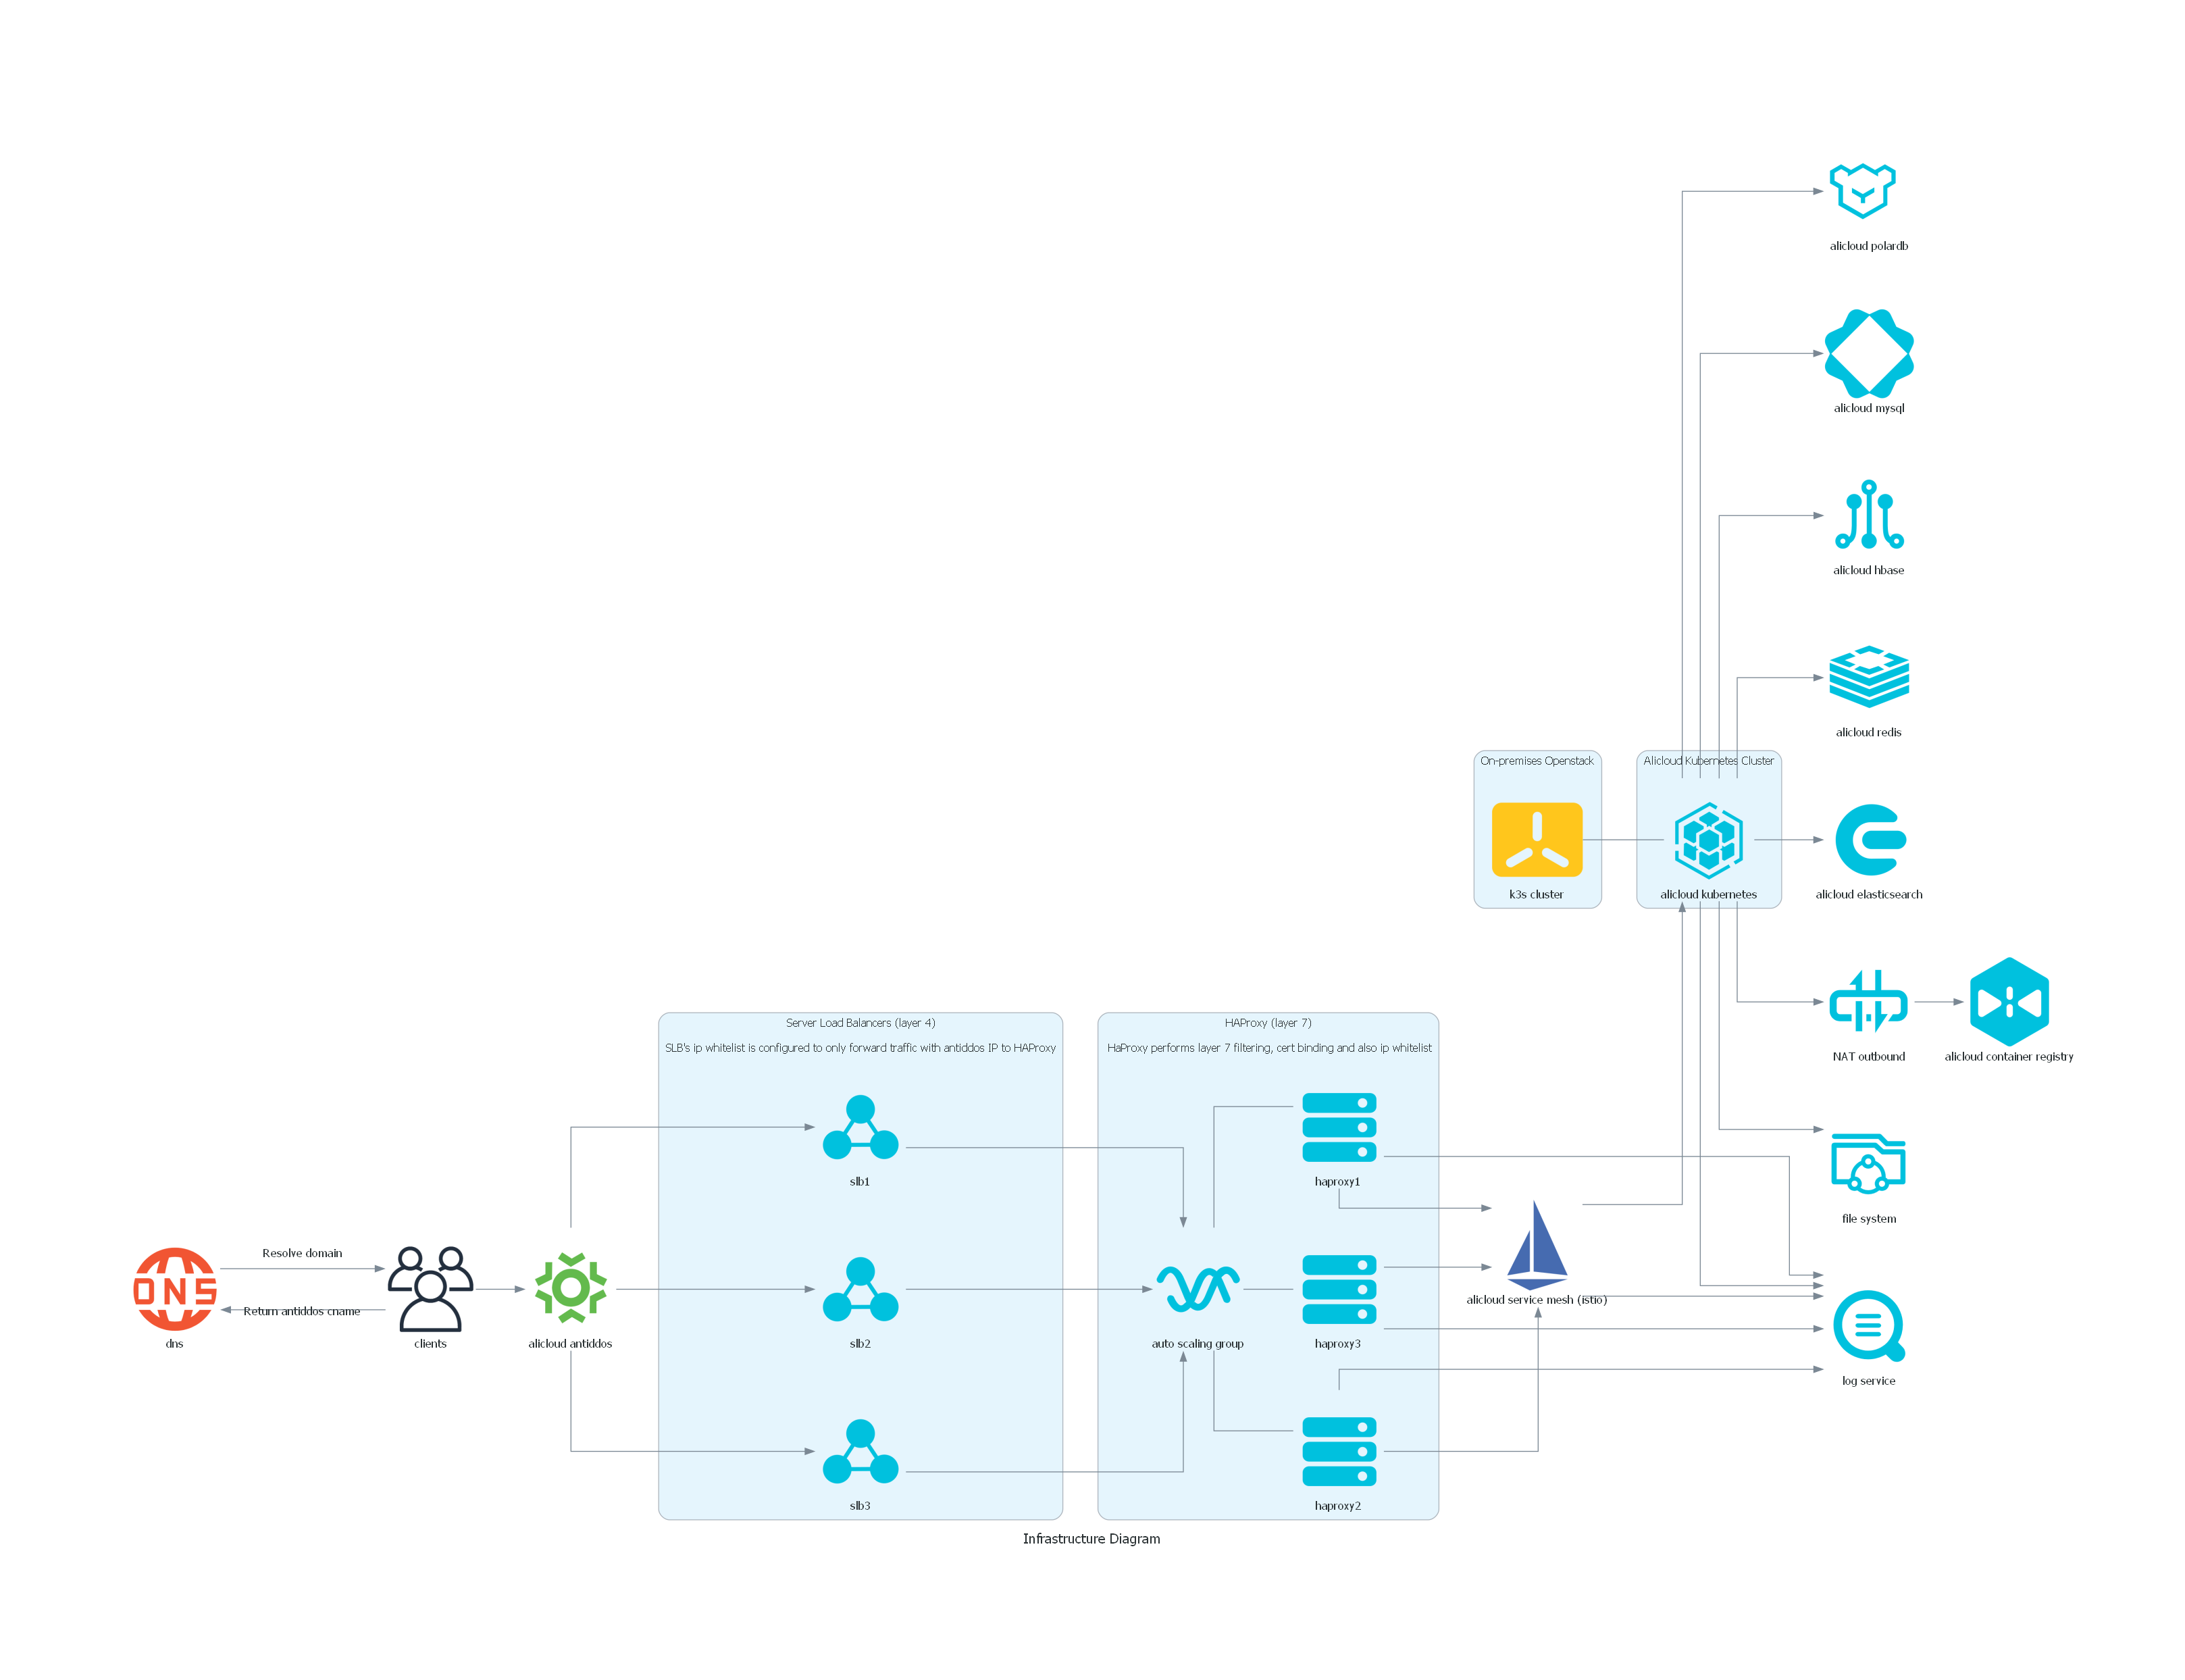 alicloud polardb
alicloud mysql
alicloud hbase
alicloud redis
On-premises Openstack
k3s cluster
Alicloud Kubernetes Cluster
alicloud kubernetes
alicloud elasticsearch
NAT outbound
alicloud container registry
file system
log service
DNS
dns
Resolve domain
Return antiddos cname
clients
alicloud antiddos
Server Load Balancers (layer 4)
SLB's ip whitelist is configured to only forward traffic with antiddos IP to HAProxy
slb1
slb2
slb3
HAProxy (layer 7)
HaProxy performs layer 7 filtering, cert binding and also ip whitelist
auto scaling group
haproxy1
haproxy3
haproxy2
alicloud service mesh (istio)
Infrastructure Diagram